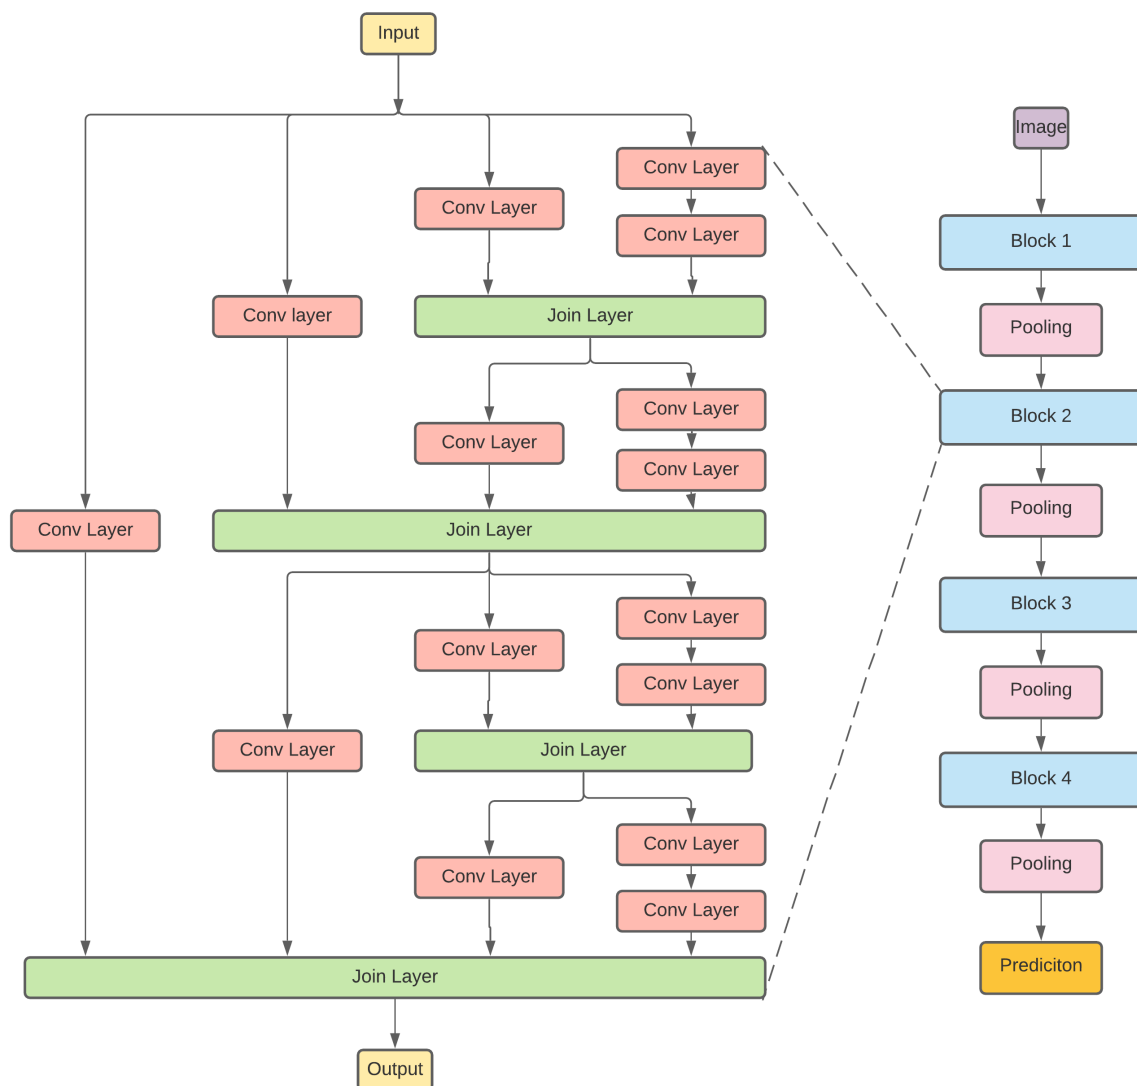 Input
Conv Layer
Conv Layer
Conv Layer
Conv layer
Join Layer
Conv Layer
Conv Layer
Conv Layer
Conv Layer
Join Layer
Conv Layer
Conv Layer
Conv Layer
Conv Layer
Join Layer
Conv Layer
Conv Layer
Conv Layer
Join Layer
Output
Image
Block 1
Pooling
Block 2
Pooling
Block 3
Pooling
Block 4
Pooling
Prediciton